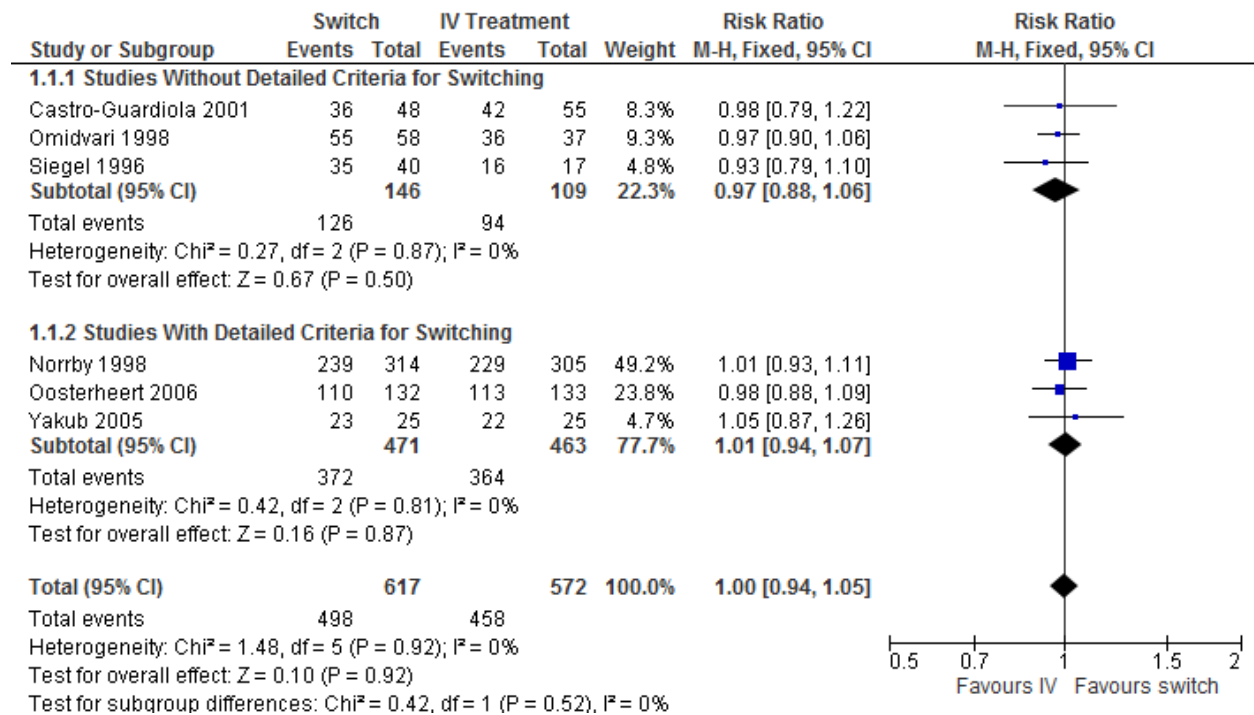 Switch IV Treatment Risk Ratio Risk Ratio
Study or Subgroup Events Total Events Total Weight M-H, Fixed, 95% CI M-H, Fixed, 95% CI
1.1.1 Studies Without Detailed Criteria for Switching
Castro-Guardiola 2001 36 48 42 55 8.3% 0.98 [0.79, 1.22]
Omidvari 1998 55 58 36 37 9.3% 0.97 [0.90, 1.06]
Siegel 1996 35 40 16 17 4.8% 0.93 [0.79, 1.10]
Subtotal (95% CI) 146 109 22.3% 0.97 [0.88, 1.06]
Total events 126 94
Heterogeneity: Chi² = 0.27, df = 2 (P = 0.87); I² = 0%
Test for overall effect: Z = 0.67 (P = 0.50)
1.1.2 Studies With Detailed Criteria for Switching
Norrby 1998 239 314 229 305 49.2% 1.01 [0.93, 1.11]
Oosterheert 2006 110 132 113 133 23.8% 0.98 [0.88, 1.09]
Yakub 2005 23 25 22 25 4.7% 1.05 [0.87, 1.26]
Subtotal (95% CI) 471 463 77.7% 1.01 [0.94, 1.07]
Total events 372 364
Heterogeneity: Chi² = 0.42, df = 2 (P = 0.81); I² = 0%
Test for overall effect: Z = 0.16 (P = 0.87)
Total (95% CI) 617 572 100.0% 1.00 [0.94, 1.05]
Total events 498 458
Heterogeneity: Chi² = 1.48, df = 5 (P = 0.92); I² = 0%
Test for overall effect: Z = 0.10 (P = 0.92)
Test for subgroup differences: Chi² = 0.42, df = 1 (P = 0.52), I² = 0%
0.5 0.7 1 1.5 2
Favours IV Favours switch